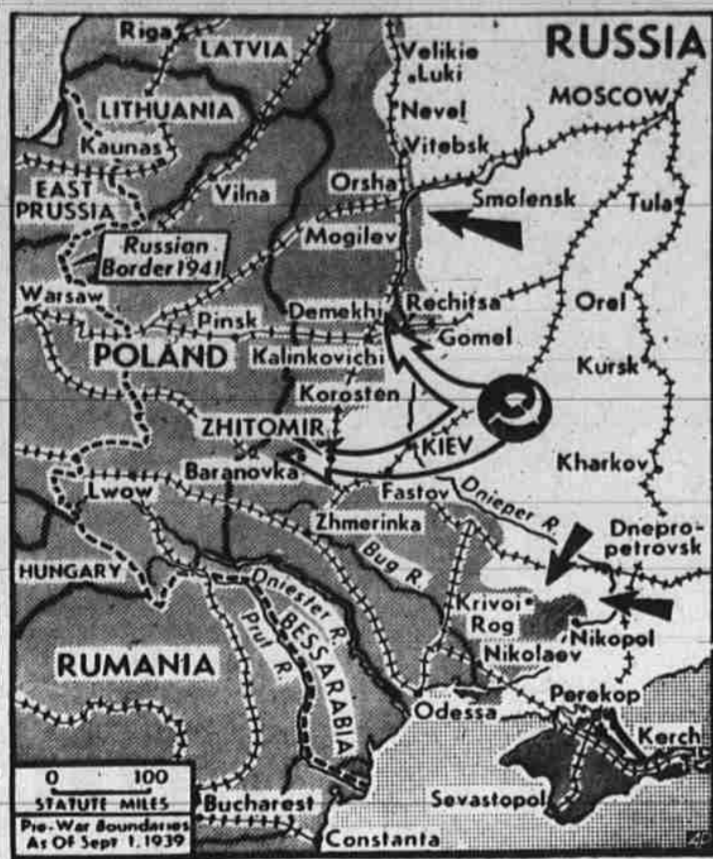 Riga
LATVIA
Velikie
Luki
RUSSIA
LITHUANIA
Nevel
MOSCOW
Kaunas
Vitebsk
EAST
PRUSSIA
Vilna
Orsha
Smolensk
Tula
Mogilev
Russian
Border 1941
Warsaw
Pinsk
Demekhi
Rechitsa
Orel
POLAND
Kalinkovichi
Gomel
Kursk
Korosten
ZHITOMIR
KIEV
Baranovka
Kharkov
Lwow
Fastov
Dnieper R.
Zhmerinka
Dnepro-
petrovsk
HUNGARY
Bug R.
Dniester R.
Krivoi
Rog
BESSARABIA
Prut R.
Nikopol
RUMANIA
Nikolaev
Odessa
Perekop
Kerch
0 100
STATUTE MILES
Pre-War Boundaries
As Of Sept 1, 1939
Bucharest
Sevastopol
Constanta
AP